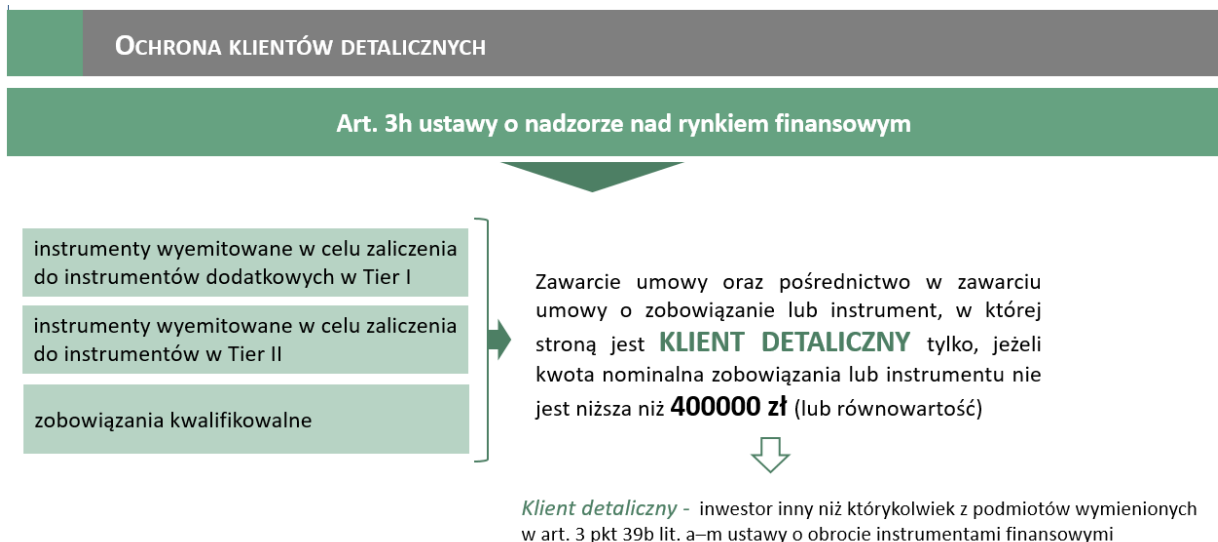 OCHRONA KLIENTÓW DETALICZNYCH
Art. 3h ustawy o nadzorze nad rynkiem finansowym
instrumenty wyemitowane w celu zaliczenia
do instrumentów dodatkowych w Tier I
instrumenty wyemitowane w celu zaliczenia
do instrumentów w Tier II
zobowiązania kwalifikowalne
Zawarcie umowy oraz pośrednictwo w zawarciu
umowy o zobowiązanie lub instrument, w której
stroną jest KLIENT DETALICZNY tylko, jeżeli
kwota nominalna zobowiązania lub instrumentu nie
jest niższa niż 400000 zł (lub równowartość)
Klient detaliczny - inwestor inny niż którykolwiek z podmiotów wymienionych
w art. 3 pkt 39b lit. a–m ustawy o obrocie instrumentami finansowymi